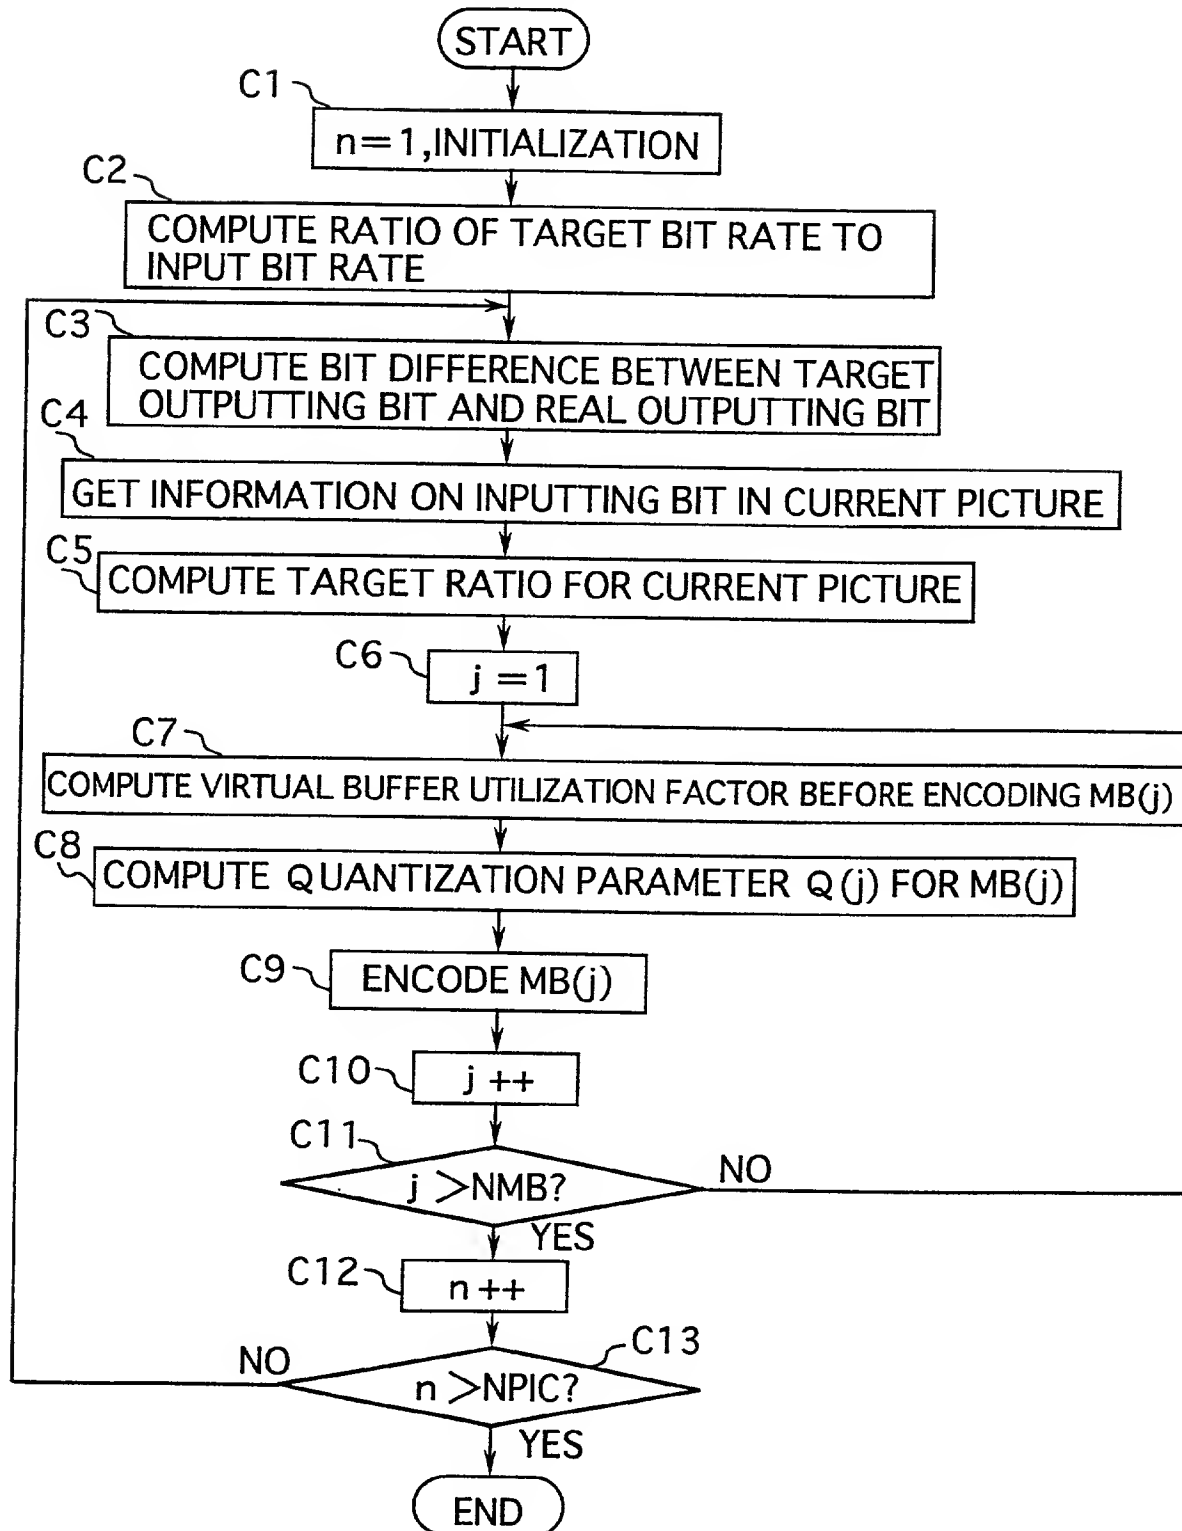 START
C1
n=1,INITIALIZATION
C2
COMPUTE RATIO OF TARGET BIT RATE TO
INPUT BIT RATE
C3
COMPUTE BIT DIFFERENCE BETWEEN TARGET
OUTPUTTING BIT AND REAL OUTPUTTING BIT
C4
GET INFORMATION ON INPUTTING BIT IN CURRENT PICTURE
C5
COMPUTE TARGET RATIO FOR CURRENT PICTURE
C6
j=1
C7
COMPUTE VIRTUAL BUFFER UTILIZATION FACTOR BEFORE ENCODING MB(j)
C8
COMPUTE QUANTIZATION PARAMETER Q(j) FOR MB(j)
C9
ENCODE MB(j)
C10
j++
C11
j>NMB?
NO
YES
C12
n++
C13
NO
n>NPIC?
YES
END